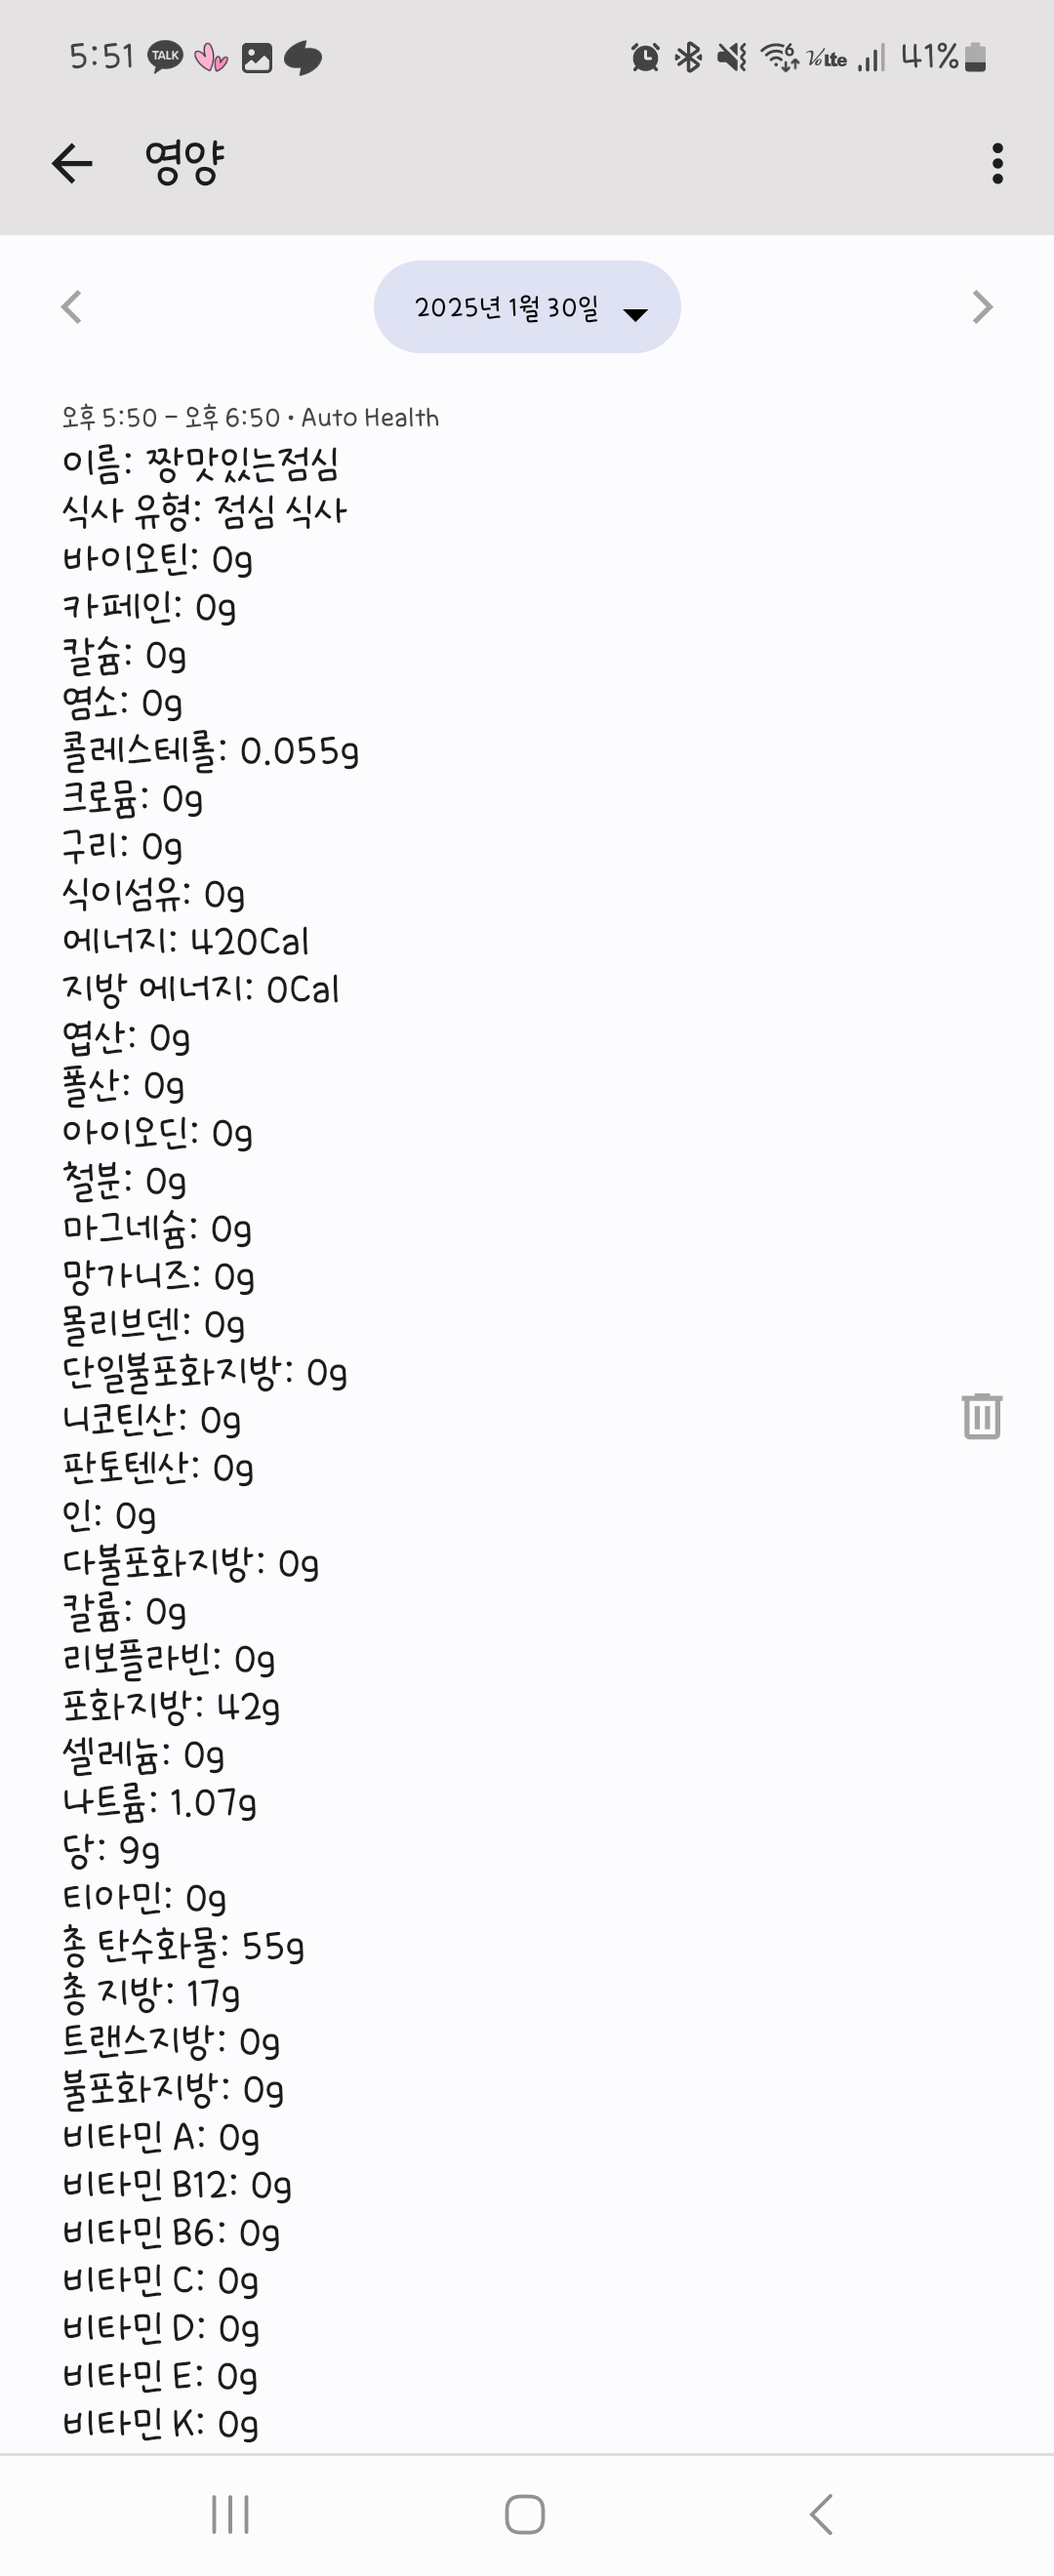 5:51 TALK 6 Lte 41%
영양
2025년 1월 30일
오후 5:50 – 오후 6:50 • Auto Health
이름: 짱맛있는점심
식사 유형: 점심 식사
바이오틴: 0g
카페인: 0g
칼슘: 0g
염소: 0g
콜레스테롤: 0.055g
크로뮴: 0g
구리: 0g
식이섬유: 0g
에너지: 420Cal
지방 에너지: 0Cal
엽산: 0g
폴산: 0g
아이오딘: 0g
철분: 0g
마그네슘: 0g
망가니즈: 0g
몰리브덴: 0g
단일불포화지방: 0g
니코틴산: 0g
판토텐산: 0g
인: 0g
다불포화지방: 0g
칼륨: 0g
리보플라빈: 0g
포화지방: 42g
셀레늄: 0g
나트륨: 1.07g
당: 9g
티아민: 0g
총 탄수화물: 55g
총 지방: 17g
트랜스지방: 0g
불포화지방: 0g
비타민 A: 0g
비타민 B12: 0g
비타민 B6: 0g
비타민 C: 0g
비타민 D: 0g
비타민 E: 0g
비타민 K: 0g